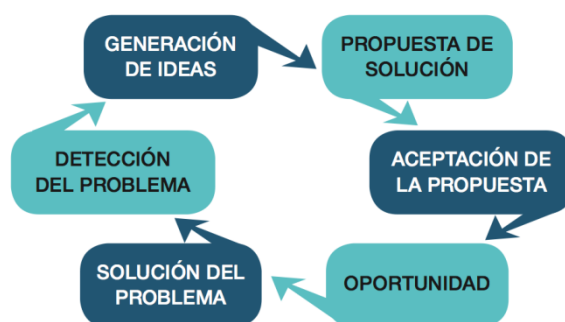 GENERACIÓN
DE IDEAS
PROPUESTA DE
SOLUCIÓN
ACEPTACIÓN DE
LA PROPUESTA
OPORTUNIDAD
SOLUCIÓN DEL
PROBLEMA
DETECCIÓN
DEL PROBLEMA